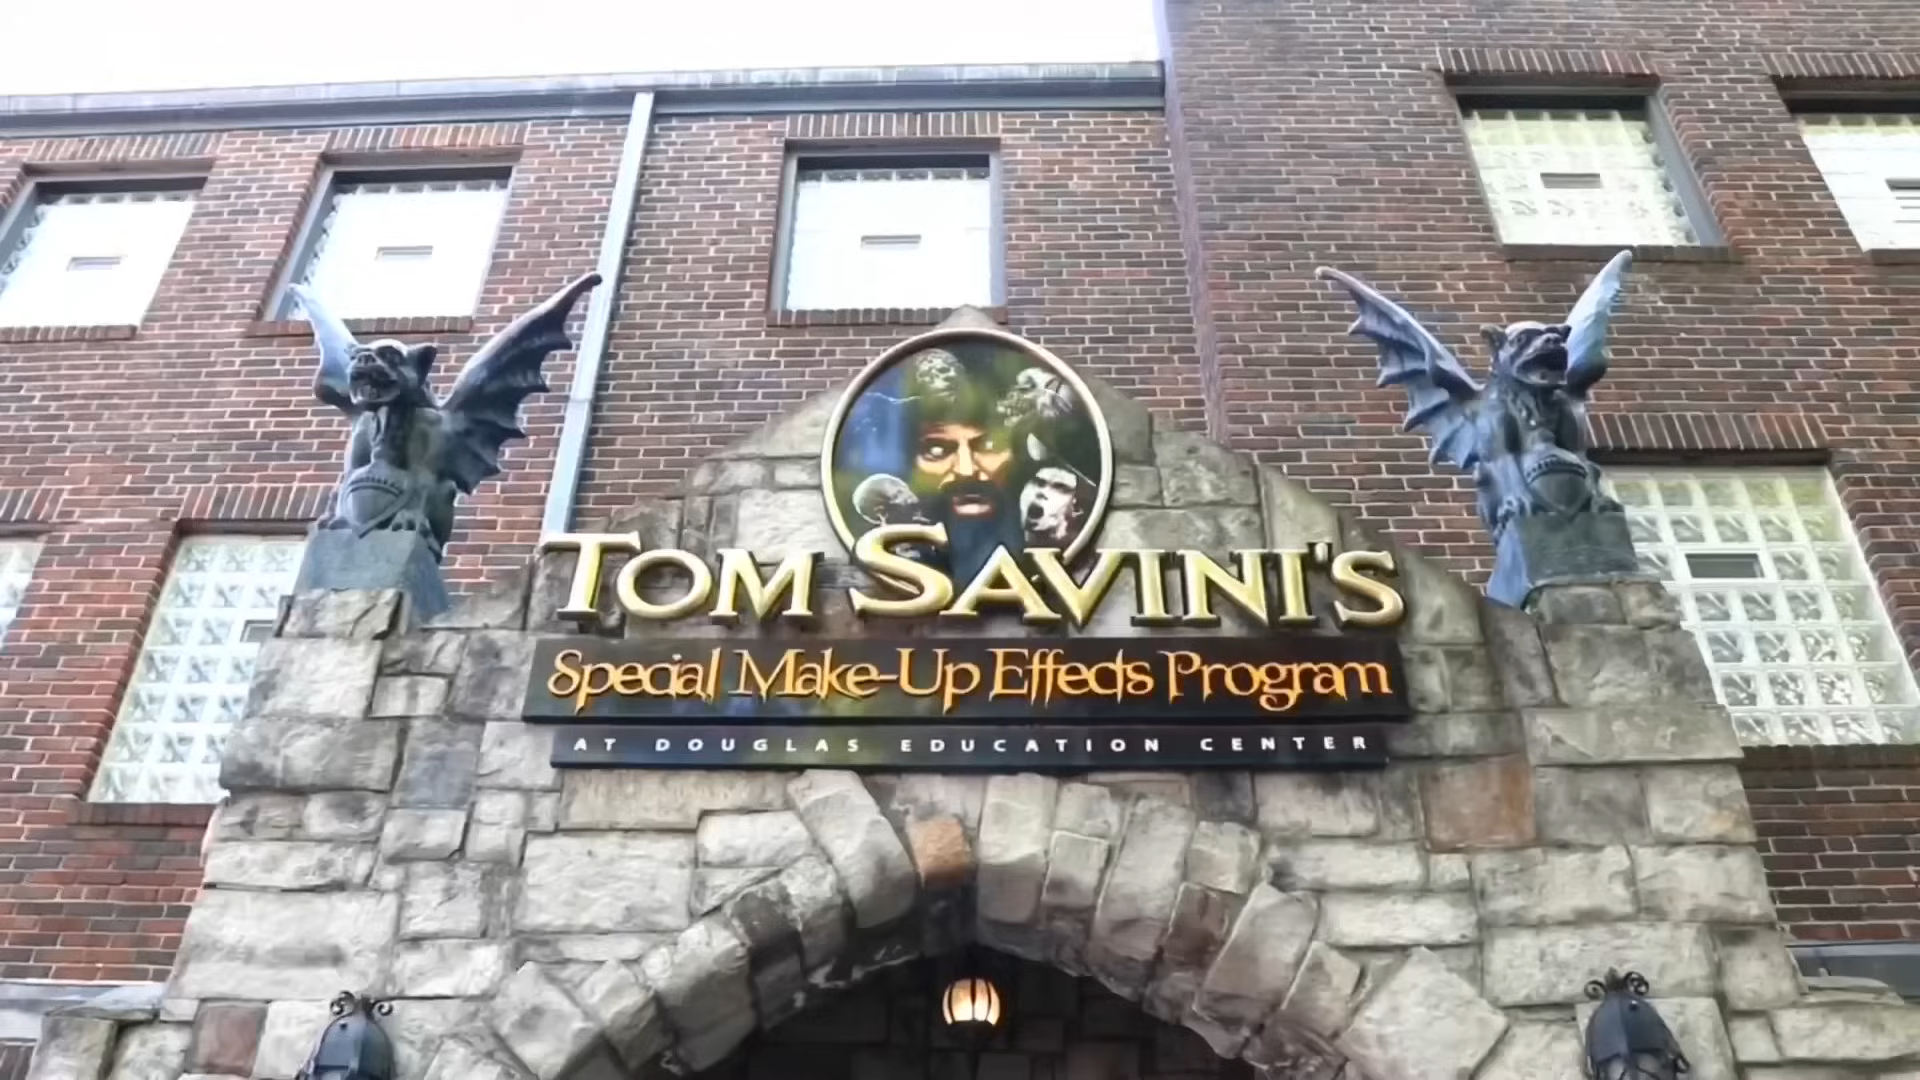 TOM SAVINI'S
Special Make-Up Effects Program
AT DOUGLAS EDUCATION CENTER